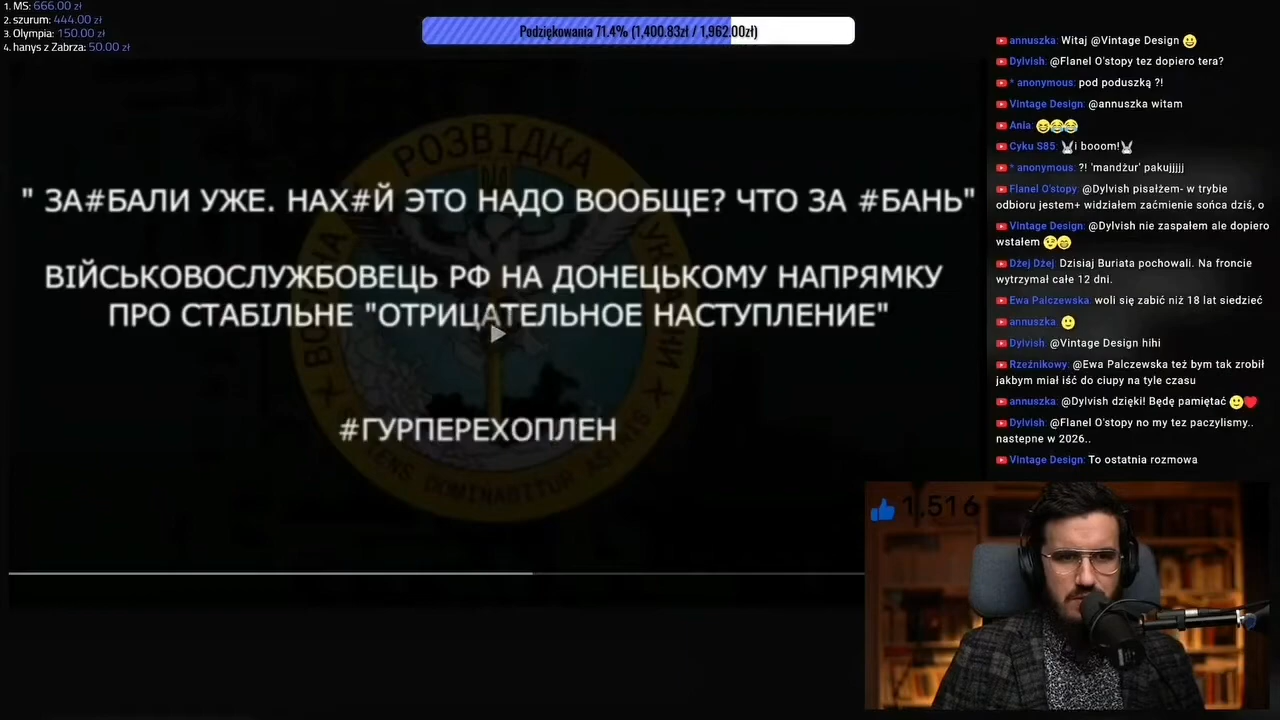 1. MS: 666.00 zł
2. szurum: 444.00 zł
3. Olympia: 150.00 zł
4. hanys z Zabrza: 50.00 zł
Podziękowania 71.4% (1,400.83zł / 1,962.00zł)
" ЗА#БАЛИ УЖЕ. НАХ#Й ЭТО НАДО ВООБЩЕ? ЧТО ЗА #БАНЬ"
ВІЙСЬКОВОСЛУЖБОВЕЦЬ РФ НА ДОНЕЦЬКОМУ НАПРЯМКУ
ПРО СТАБІЛЬНЕ "ОТРИЦАТЕЛЬНОЕ НАСТУПЛЕНИЕ"
#ГУРПЕРЕХОПЛЕН
РОЗВІДКА
ВОЄННА
УКРАЇНИ
SAPIENS DOMINABITUR ASTRIS
annuszka: Witaj @Vintage Design 😀
Dylvish: @Flanel O'stopy tez dopiero tera?
* anonymous: pod poduszką ?!
Vintage Design: @annuszka witam
Ania: 😆😂😂
Cyku S85: 🐰i booom!🐰
* anonymous: ?! 'mandżur' pakujjjjj
Flanel O'stopy: @Dylvish pisałżem- w trybie
odbioru jestem+ widziałem zaćmienie sońca dziś, o
Vintage Design: @Dylvish nie zaspałem ale dopiero
wstałem 🤨😁
Dżej Dżej: Dzisiaj Buriata pochowali. Na froncie
wytrzymał całe 12 dni.
Ewa Palczewska: woli się zabić niż 18 lat siedzieć
annuszka: 🙂
Dylvish: @Vintage Design hihi
Rzeźnikowy: @Ewa Palczewska też bym tak zrobił
jakbym miał iść do ciupy na tyle czasu
annuszka: @Dylvish dzięki! Będę pamiętać 🙂❤️
Dylvish: @Flanel O'stopy no my tez paczylismy..
nastepne w 2026..
Vintage Design: To ostatnia rozmowa
1,516